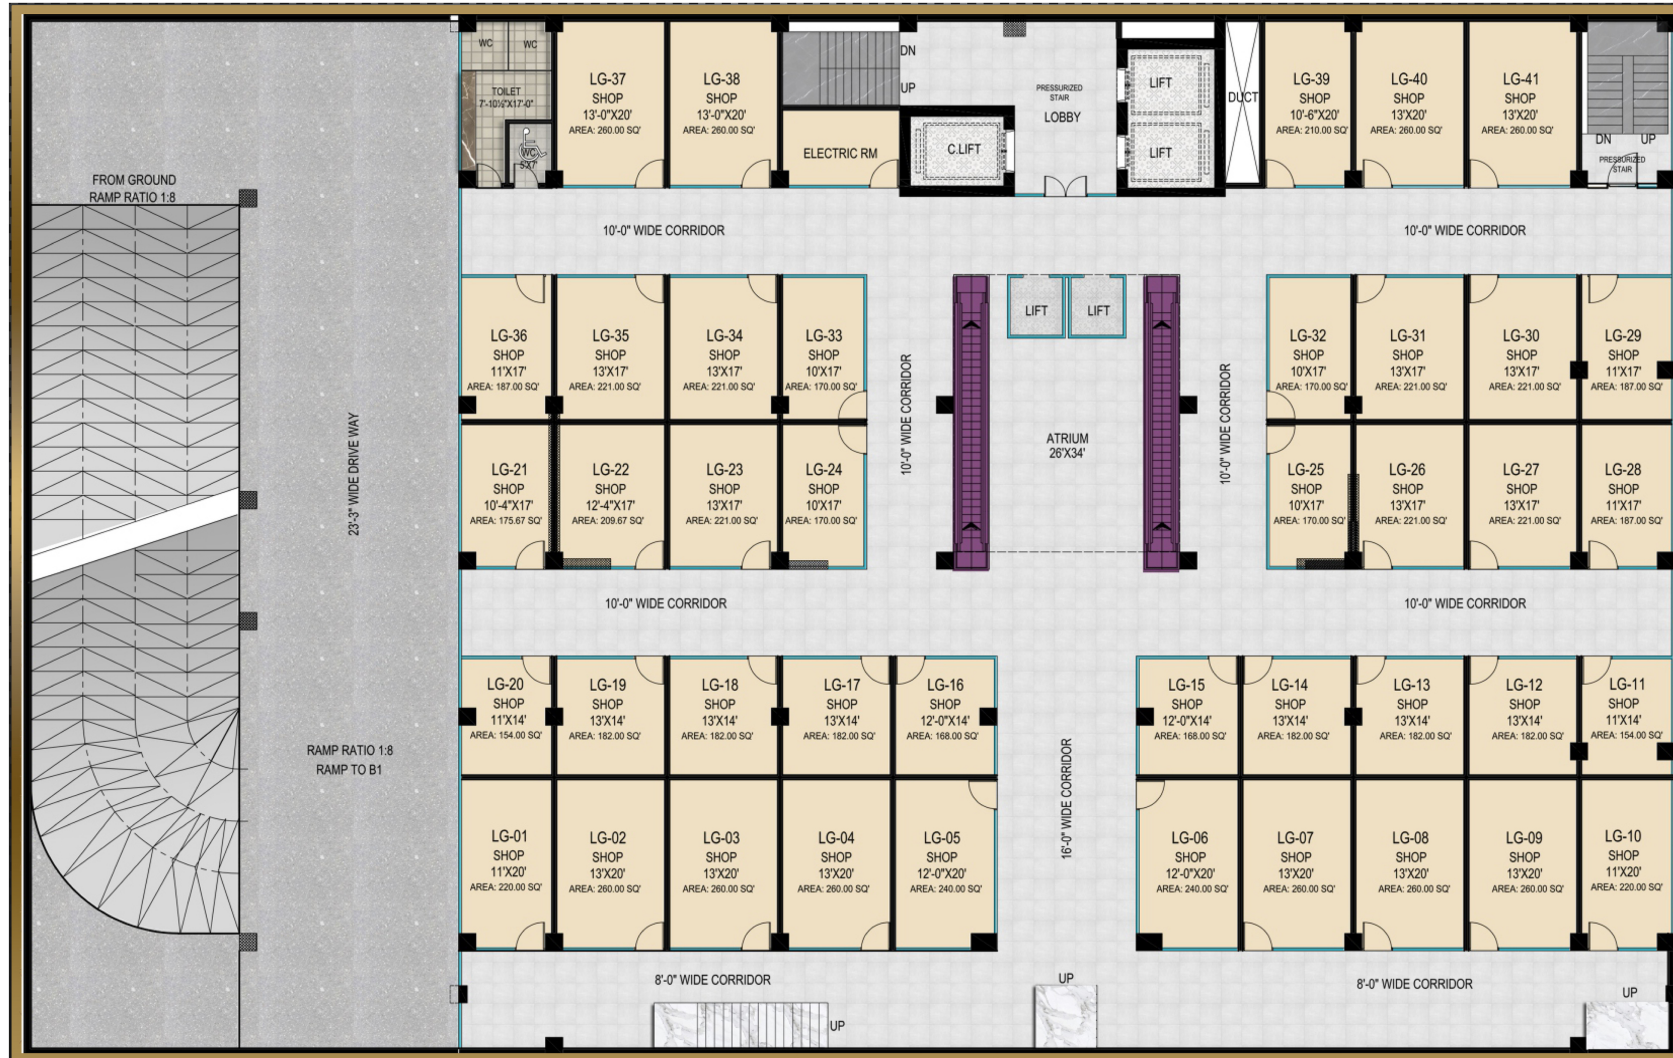 WC
WC
TOILET
7'-10½"X17'-0"
WC
5'X7'
LG-37
SHOP
13'-0"X20'
AREA: 260.00 SQ'
LG-38
SHOP
13'-0"X20'
AREA: 260.00 SQ'
DN
UP
ELECTRIC RM
C.LIFT
PRESSURIZED
STAIR
LOBBY
LIFT
LIFT
DUCT
LG-39
SHOP
10'-6"X20'
AREA: 210.00 SQ'
LG-40
SHOP
13'X20'
AREA: 260.00 SQ'
LG-41
SHOP
13'X20'
AREA: 260.00 SQ'
DN
UP
PRESSURIZED
STAIR
FROM GROUND
RAMP RATIO 1:8
10'-0" WIDE CORRIDOR
10'-0" WIDE CORRIDOR
23'-3" WIDE DRIVE WAY
LG-36
SHOP
11'X17'
AREA: 187.00 SQ'
LG-35
SHOP
13'X17'
AREA: 221.00 SQ'
LG-34
SHOP
13'X17'
AREA: 221.00 SQ'
LG-33
SHOP
10'X17'
AREA: 170.00 SQ'
10'-0" WIDE CORRIDOR
LIFT
LIFT
ATRIUM
26'X34'
10'-0" WIDE CORRIDOR
LG-32
SHOP
10'X17'
AREA: 170.00 SQ'
LG-31
SHOP
13'X17'
AREA: 221.00 SQ'
LG-30
SHOP
13'X17'
AREA: 221.00 SQ'
LG-29
SHOP
11'X17'
AREA: 187.00 SQ'
LG-21
SHOP
10'-4"X17'
AREA: 175.67 SQ'
LG-22
SHOP
12'-4"X17'
AREA: 209.67 SQ'
LG-23
SHOP
13'X17'
AREA: 221.00 SQ'
LG-24
SHOP
10'X17'
AREA: 170.00 SQ'
LG-25
SHOP
10'X17'
AREA: 170.00 SQ'
LG-26
SHOP
13'X17'
AREA: 221.00 SQ'
LG-27
SHOP
13'X17'
AREA: 221.00 SQ'
LG-28
SHOP
11'X17'
AREA: 187.00 SQ'
10'-0" WIDE CORRIDOR
10'-0" WIDE CORRIDOR
LG-20
SHOP
11'X14'
AREA: 154.00 SQ'
LG-19
SHOP
13'X14'
AREA: 182.00 SQ'
LG-18
SHOP
13'X14'
AREA: 182.00 SQ'
LG-17
SHOP
13'X14'
AREA: 182.00 SQ'
LG-16
SHOP
12'-0"X14'
AREA: 168.00 SQ'
LG-15
SHOP
12'-0"X14'
AREA: 168.00 SQ'
LG-14
SHOP
13'X14'
AREA: 182.00 SQ'
LG-13
SHOP
13'X14'
AREA: 182.00 SQ'
LG-12
SHOP
13'X14'
AREA: 182.00 SQ'
LG-11
SHOP
11'X14'
AREA: 154.00 SQ'
RAMP RATIO 1:8
RAMP TO B1
16'-0" WIDE CORRIDOR
LG-01
SHOP
11'X20'
AREA: 220.00 SQ'
LG-02
SHOP
13'X20'
AREA: 260.00 SQ'
LG-03
SHOP
13'X20'
AREA: 260.00 SQ'
LG-04
SHOP
13'X20'
AREA: 260.00 SQ'
LG-05
SHOP
12'-0"X20'
AREA: 240.00 SQ'
LG-06
SHOP
12'-0"X20'
AREA: 240.00 SQ'
LG-07
SHOP
13'X20'
AREA: 260.00 SQ'
LG-08
SHOP
13'X20'
AREA: 260.00 SQ'
LG-09
SHOP
13'X20'
AREA: 260.00 SQ'
LG-10
SHOP
11'X20'
AREA: 220.00 SQ'
8'-0" WIDE CORRIDOR
UP
8'-0" WIDE CORRIDOR
UP
UP